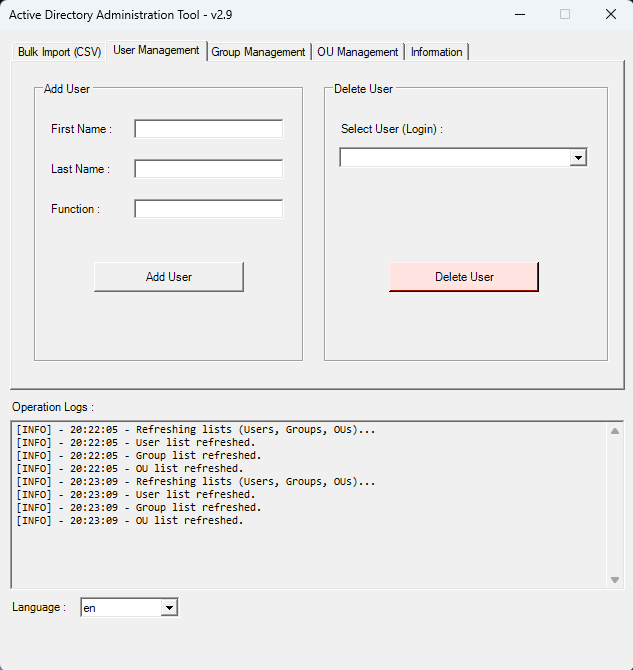 Active Directory Administration Tool - v2.9
Bulk Import (CSV) User Management Group Management OU Management Information
Add User
First Name :
Last Name :
Function :
Add User
Delete User
Select User (Login) :
Delete User
Operation Logs :
[INFO] - 20:22:05 - Refreshing lists (Users, Groups, OUs)...
[INFO] - 20:22:05 - User list refreshed.
[INFO] - 20:22:05 - Group list refreshed.
[INFO] - 20:22:05 - OU list refreshed.
[INFO] - 20:23:09 - Refreshing lists (Users, Groups, OUs)...
[INFO] - 20:23:09 - User list refreshed.
[INFO] - 20:23:09 - Group list refreshed.
[INFO] - 20:23:09 - OU list refreshed.
Language : en